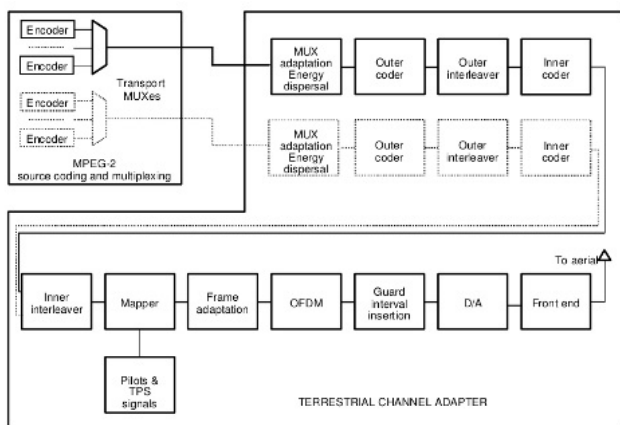 Encoder
Encoder
Transport
MUXes
Encoder
Encoder
MPEG-2
source coding and multiplexing
MUX
adaptation
Energy
dispersal
Outer
coder
Outer
interleaver
Inner
coder
MUX
adaptation
Energy
dispersal
Outer
coder
Outer
interleaver
Inner
coder
To aerial
Inner
interleaver
Mapper
Frame
adaptation
OFDM
Guard
interval
insertion
D/A
Front end
Pilots &
TPS
signals
TERRESTRIAL CHANNEL ADAPTER